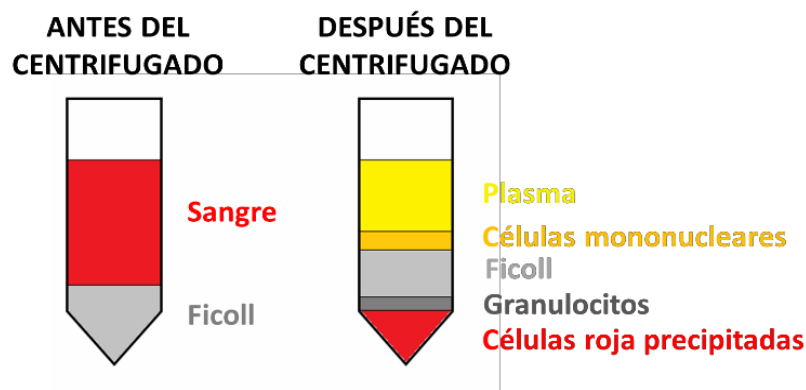 ANTES DEL
CENTRIFUGADO
Sangre
Ficoll
DESPUÉS DEL
CENTRIFUGADO
Plasma
Células mononucleares
Ficoll
Granulocitos
Células roja precipitadas